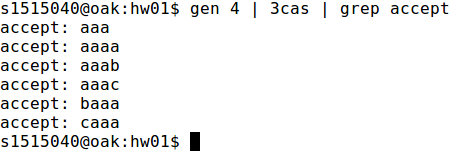 s1515040@oak:hw01$ gen 4 | 3cas | grep accept
accept: aaa
accept: aaaa
accept: aaab
accept: aaac
accept: baaa
accept: caaa
s1515040@oak:hw01$